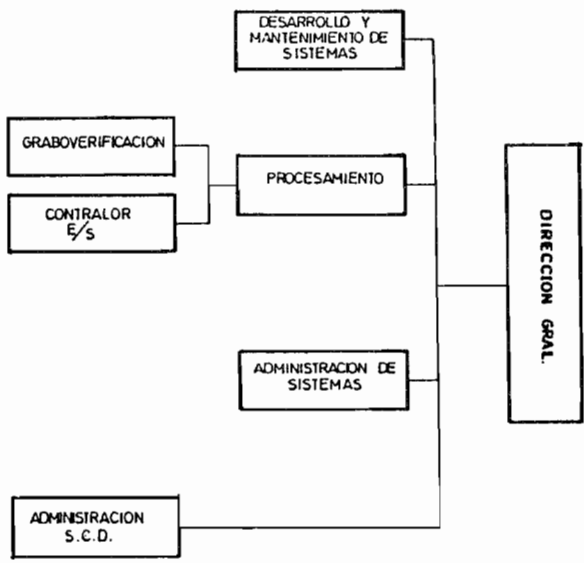 DESARROLLO Y
MANTENIMIENTO DE
SISTEMAS
GRABOVERIFICACION
PROCESAMIENTO
CONTRALOR
E/S
DIRECCION GRAL.
ADMINISTRACION DE
SISTEMAS
ADMINISTRACION
S.C.D.